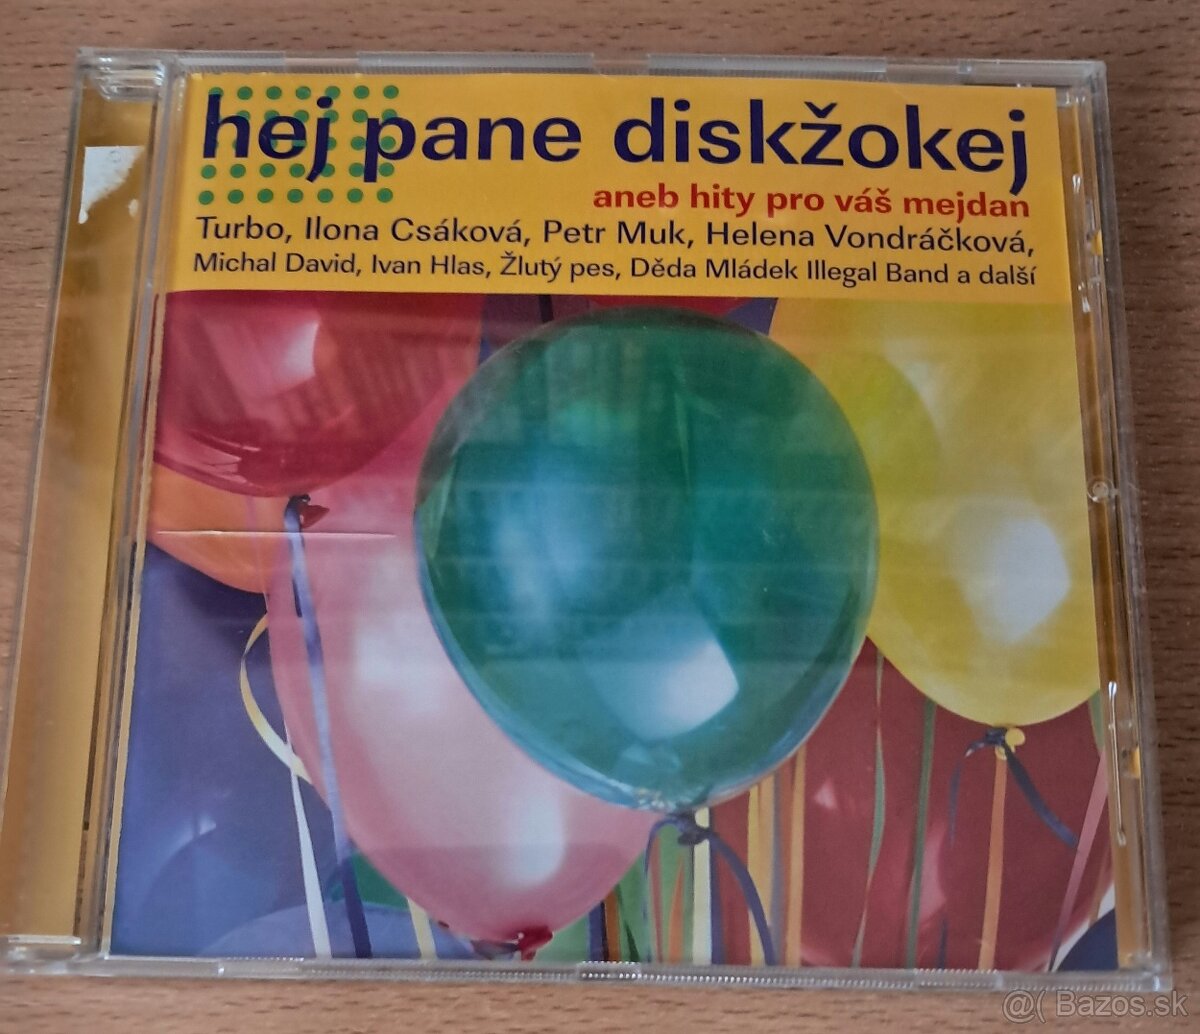 hej pane diskžokej
aneb hity pro váš mejdan
Turbo, Ilona Csáková, Petr Muk, Helena Vondráčková,
Michal David, Ivan Hlas, Žlutý pes, Děda Mládek Illegal Band a další
@( Bazos.sk